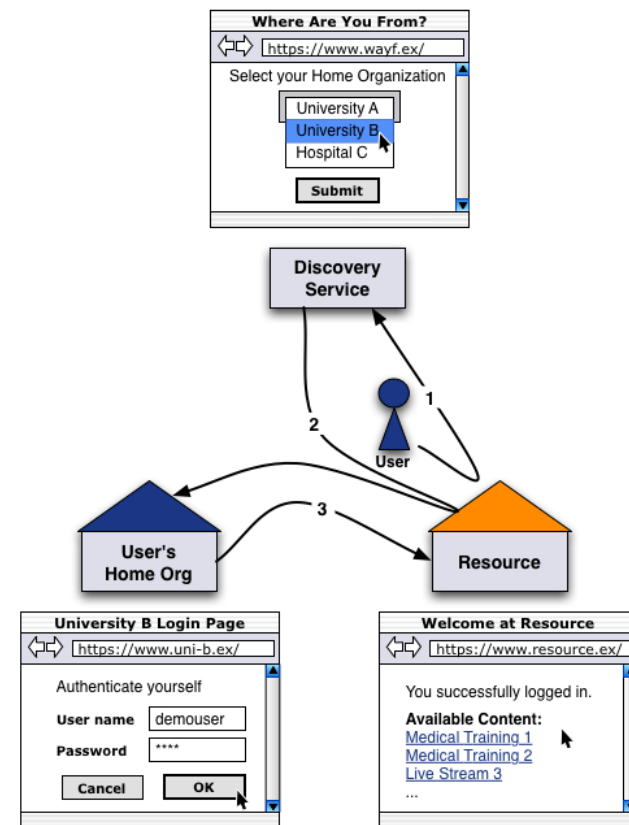 Where Are You From?
https://www.wayf.ex/
Select your Home Organization
University A
University B
Hospital C
Submit
Discovery
Service
1
2
User
3
User's
Home Org
Resource
University B Login Page
https://www.uni-b.ex/
Authenticate yourself
User name demouser
Password ****
Cancel OK
Welcome at Resource
https://www.resource.ex/
You successfully logged in.
Available Content:
Medical Training 1
Medical Training 2
Live Stream 3
...